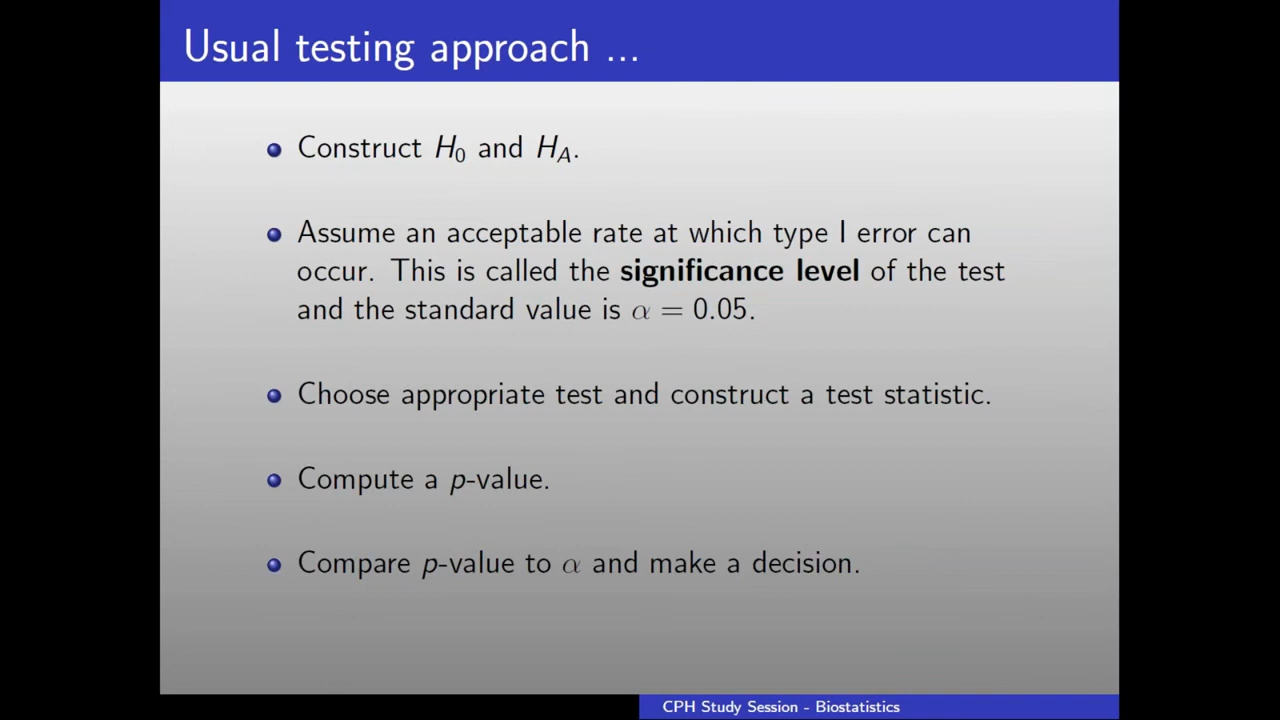 Usual testing approach ...
Construct H₀ and H_A.
Assume an acceptable rate at which type I error can
occur. This is called the significance level of the test
and the standard value is α = 0.05.
Choose appropriate test and construct a test statistic.
Compute a p-value.
Compare p-value to α and make a decision.
CPH Study Session - Biostatistics